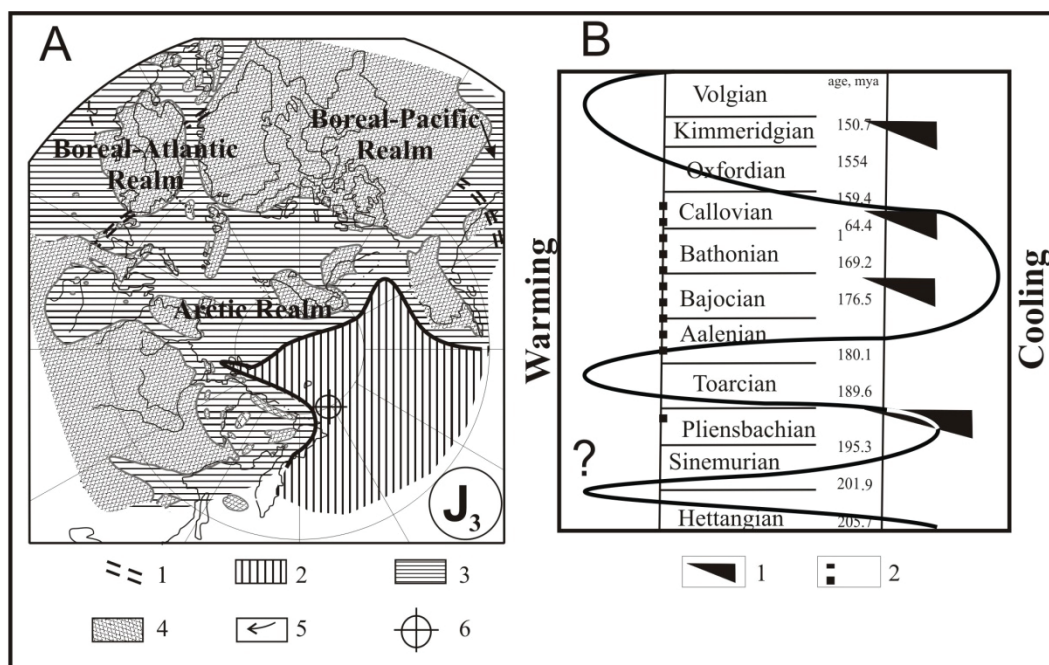 A
Boreal-Atlantic
Realm
Boreal-Pacific
Realm
Arctic Realm
J3
1
2
3
4
5
6
B
Warming
Cooling
age, mya
Volgian
150.7
Kimmeridgian
1554
Oxfordian
159.4
Callovian
164.4
Bathonian
169.2
Bajocian
176.5
Aalenian
180.1
Toarcian
189.6
Pliensbachian
195.3
?
Sinemurian
201.9
Hettangian
205.7
1
2